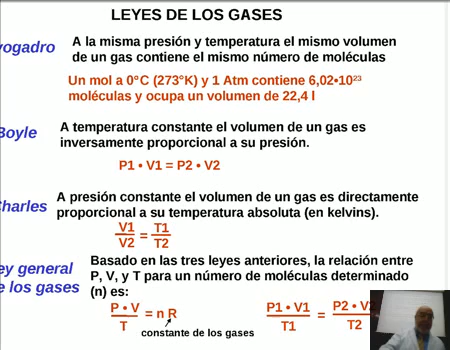 LEYES DE LOS GASES
vogadro
A la misma presión y temperatura el mismo volumen
de un gas contiene el mismo número de moléculas
Un mol a 0°C (273°K) y 1 Atm contiene 6,02•10²³
moléculas y ocupa un volumen de 22,4 l
Boyle
A temperatura constante el volumen de un gas es
inversamente proporcional a su presión.
P1 • V1 = P2 • V2
harles
A presión constante el volumen de un gas es directamente
proporcional a su temperatura absoluta (en kelvins).
V1 = T1
V2 T2
ey general
e los gases
Basado en las tres leyes anteriores, la relación entre
P, V, y T para un número de moléculas determinado
(n) es:
P • V = n R
T
constante de los gases
P1 • V1 = P2 • V
T1 T2